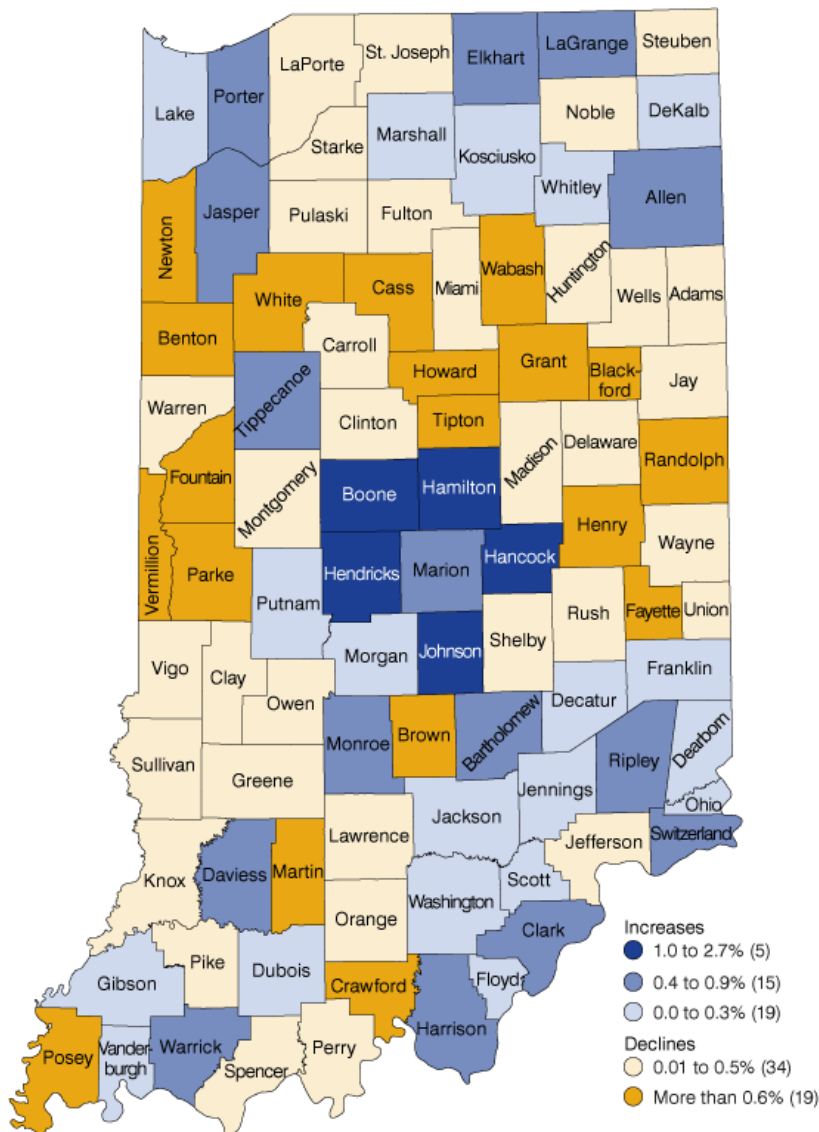 Steuben
LaGrange
St. Joseph
Elkhart
LaPorte
Porter
Lake
Noble
DeKalb
Marshall
Starke
Kosciusko
Whitley
Allen
Jasper
Pulaski
Fulton
Newton
Wabash
Huntington
Miami
Cass
White
Wells
Adams
Benton
Carroll
Grant
Howard
Black-
ford
Jay
Tippecanoe
Warren
Clinton
Tipton
Madison
Delaware
Randolph
Fountain
Montgomery
Boone
Hamilton
Henry
Wayne
Vermillion
Parke
Hendricks
Marion
Hancock
Putnam
Rush
Fayette
Union
Shelby
Johnson
Morgan
Vigo
Clay
Franklin
Owen
Decatur
Monroe
Brown
Bartholomew
Dearborn
Sullivan
Greene
Ripley
Jennings
Ohio
Jackson
Lawrence
Jefferson
Switzerland
Knox
Daviess
Martin
Scott
Washington
Orange
Clark
Pike
Dubois
Gibson
Crawford
Floyd
Harrison
Posey
Vander-
burgh
Warrick
Spencer
Perry
Increases
1.0 to 2.7% (5)
0.4 to 0.9% (15)
0.0 to 0.3% (19)
Declines
0.01 to 0.5% (34)
More than 0.6% (19)